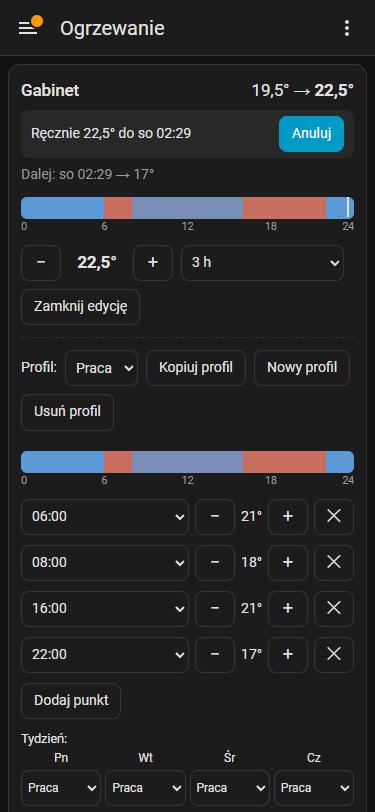 Ogrzewanie
Gabinet 19,5° → 22,5°
Ręcznie 22,5° do so 02:29 Anuluj
Dalej: so 02:29 → 17°
0 6 12 18 24
− 22,5° + 3 h
Zamknij edycję
Profil: Praca Kopiuj profil Nowy profil
Usuń profil
0 6 12 18 24
06:00 − 21° + ×
08:00 − 18° + ×
16:00 − 21° + ×
22:00 − 17° + ×
Dodaj punkt
Tydzień:
Pn Wt Śr Cz
Praca Praca Praca Praca